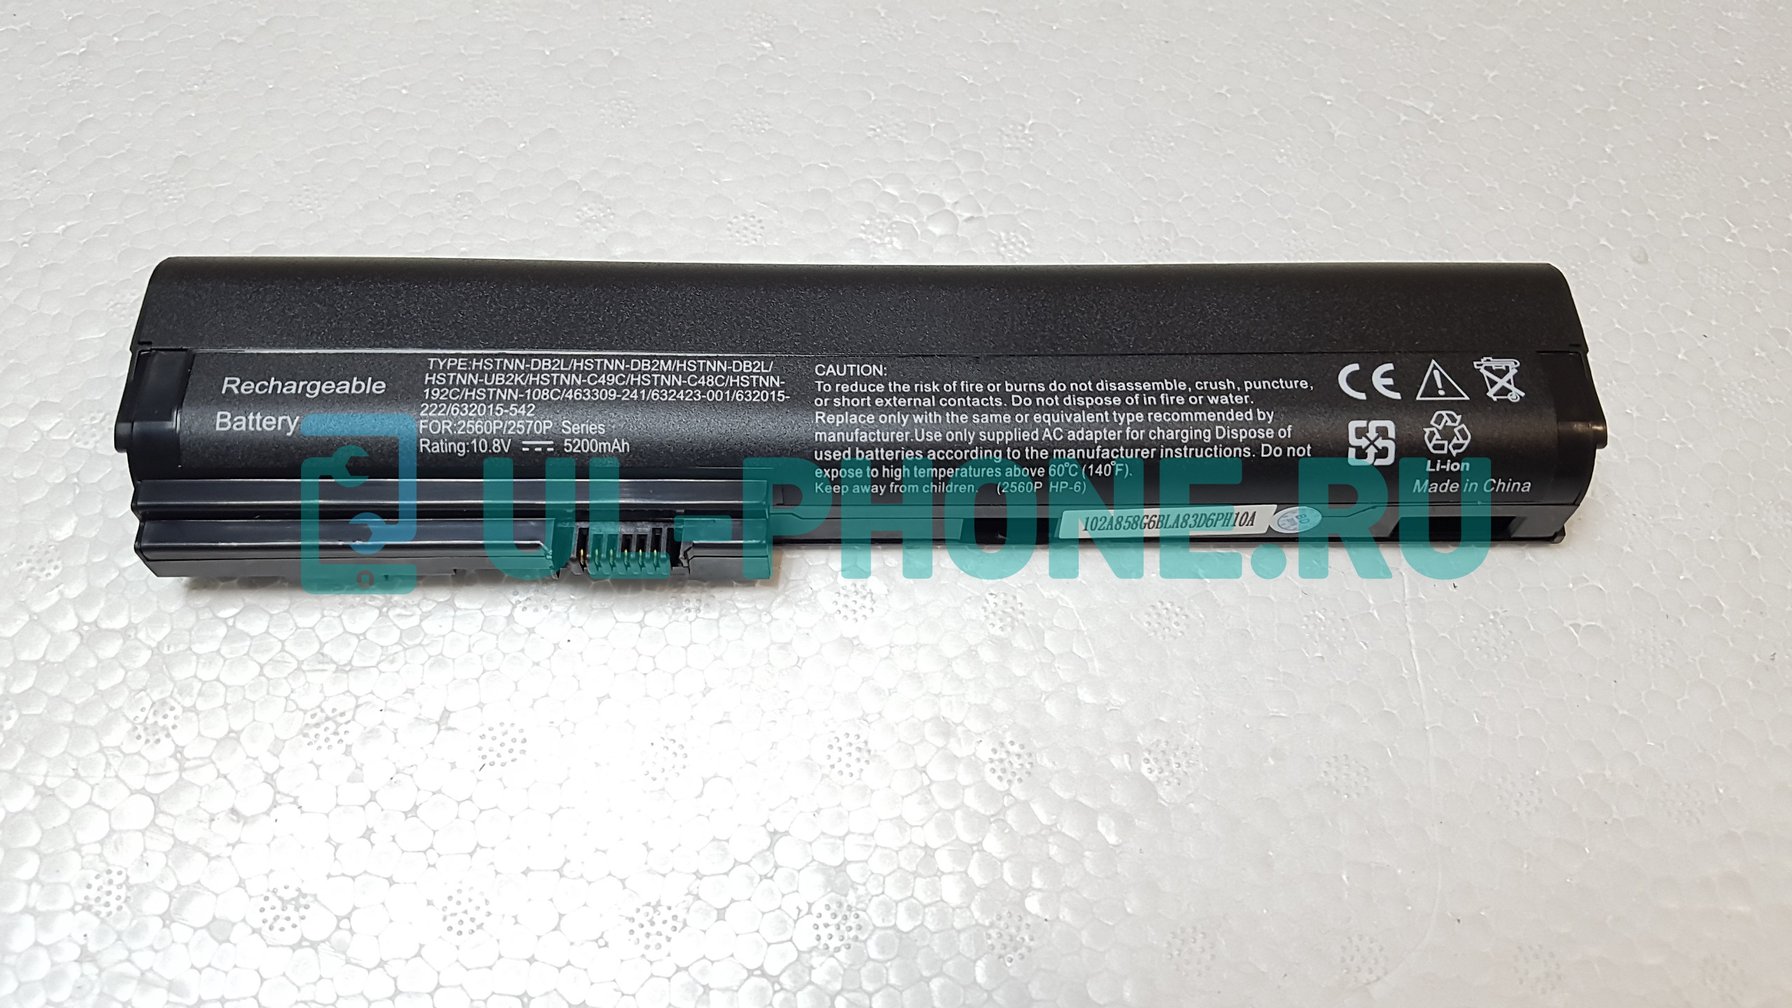 Rechargeable
Battery
TYPE:HSTNN-DB2L/HSTNN-DB2M/HSTNN-DB2L/
HSTNN-UB2K/HSTNN-C49C/HSTNN-C48C/HSTNN-
192C/HSTNN-108C/463309-241/632423-001/632015-
222/632015-542
FOR:2560P/2570P Series
Rating:10.8V 5200mAh
CAUTION:
To reduce the risk of fire or burns do not disassemble, crush, puncture,
or short external contacts. Do not dispose of in fire or water.
Replace only with the same or equivalent type recommended by
manufacturer.Use only supplied AC adapter for charging Dispose of
used batteries according to the manufacturer instructions. Do not
expose to high temperatures above 60°C (140°F).
Keep away from children. (2560P HP-6)
CE
Li-ion
Made in China
102A858G6BLA83D6PH10A
UL-PHONE.RU